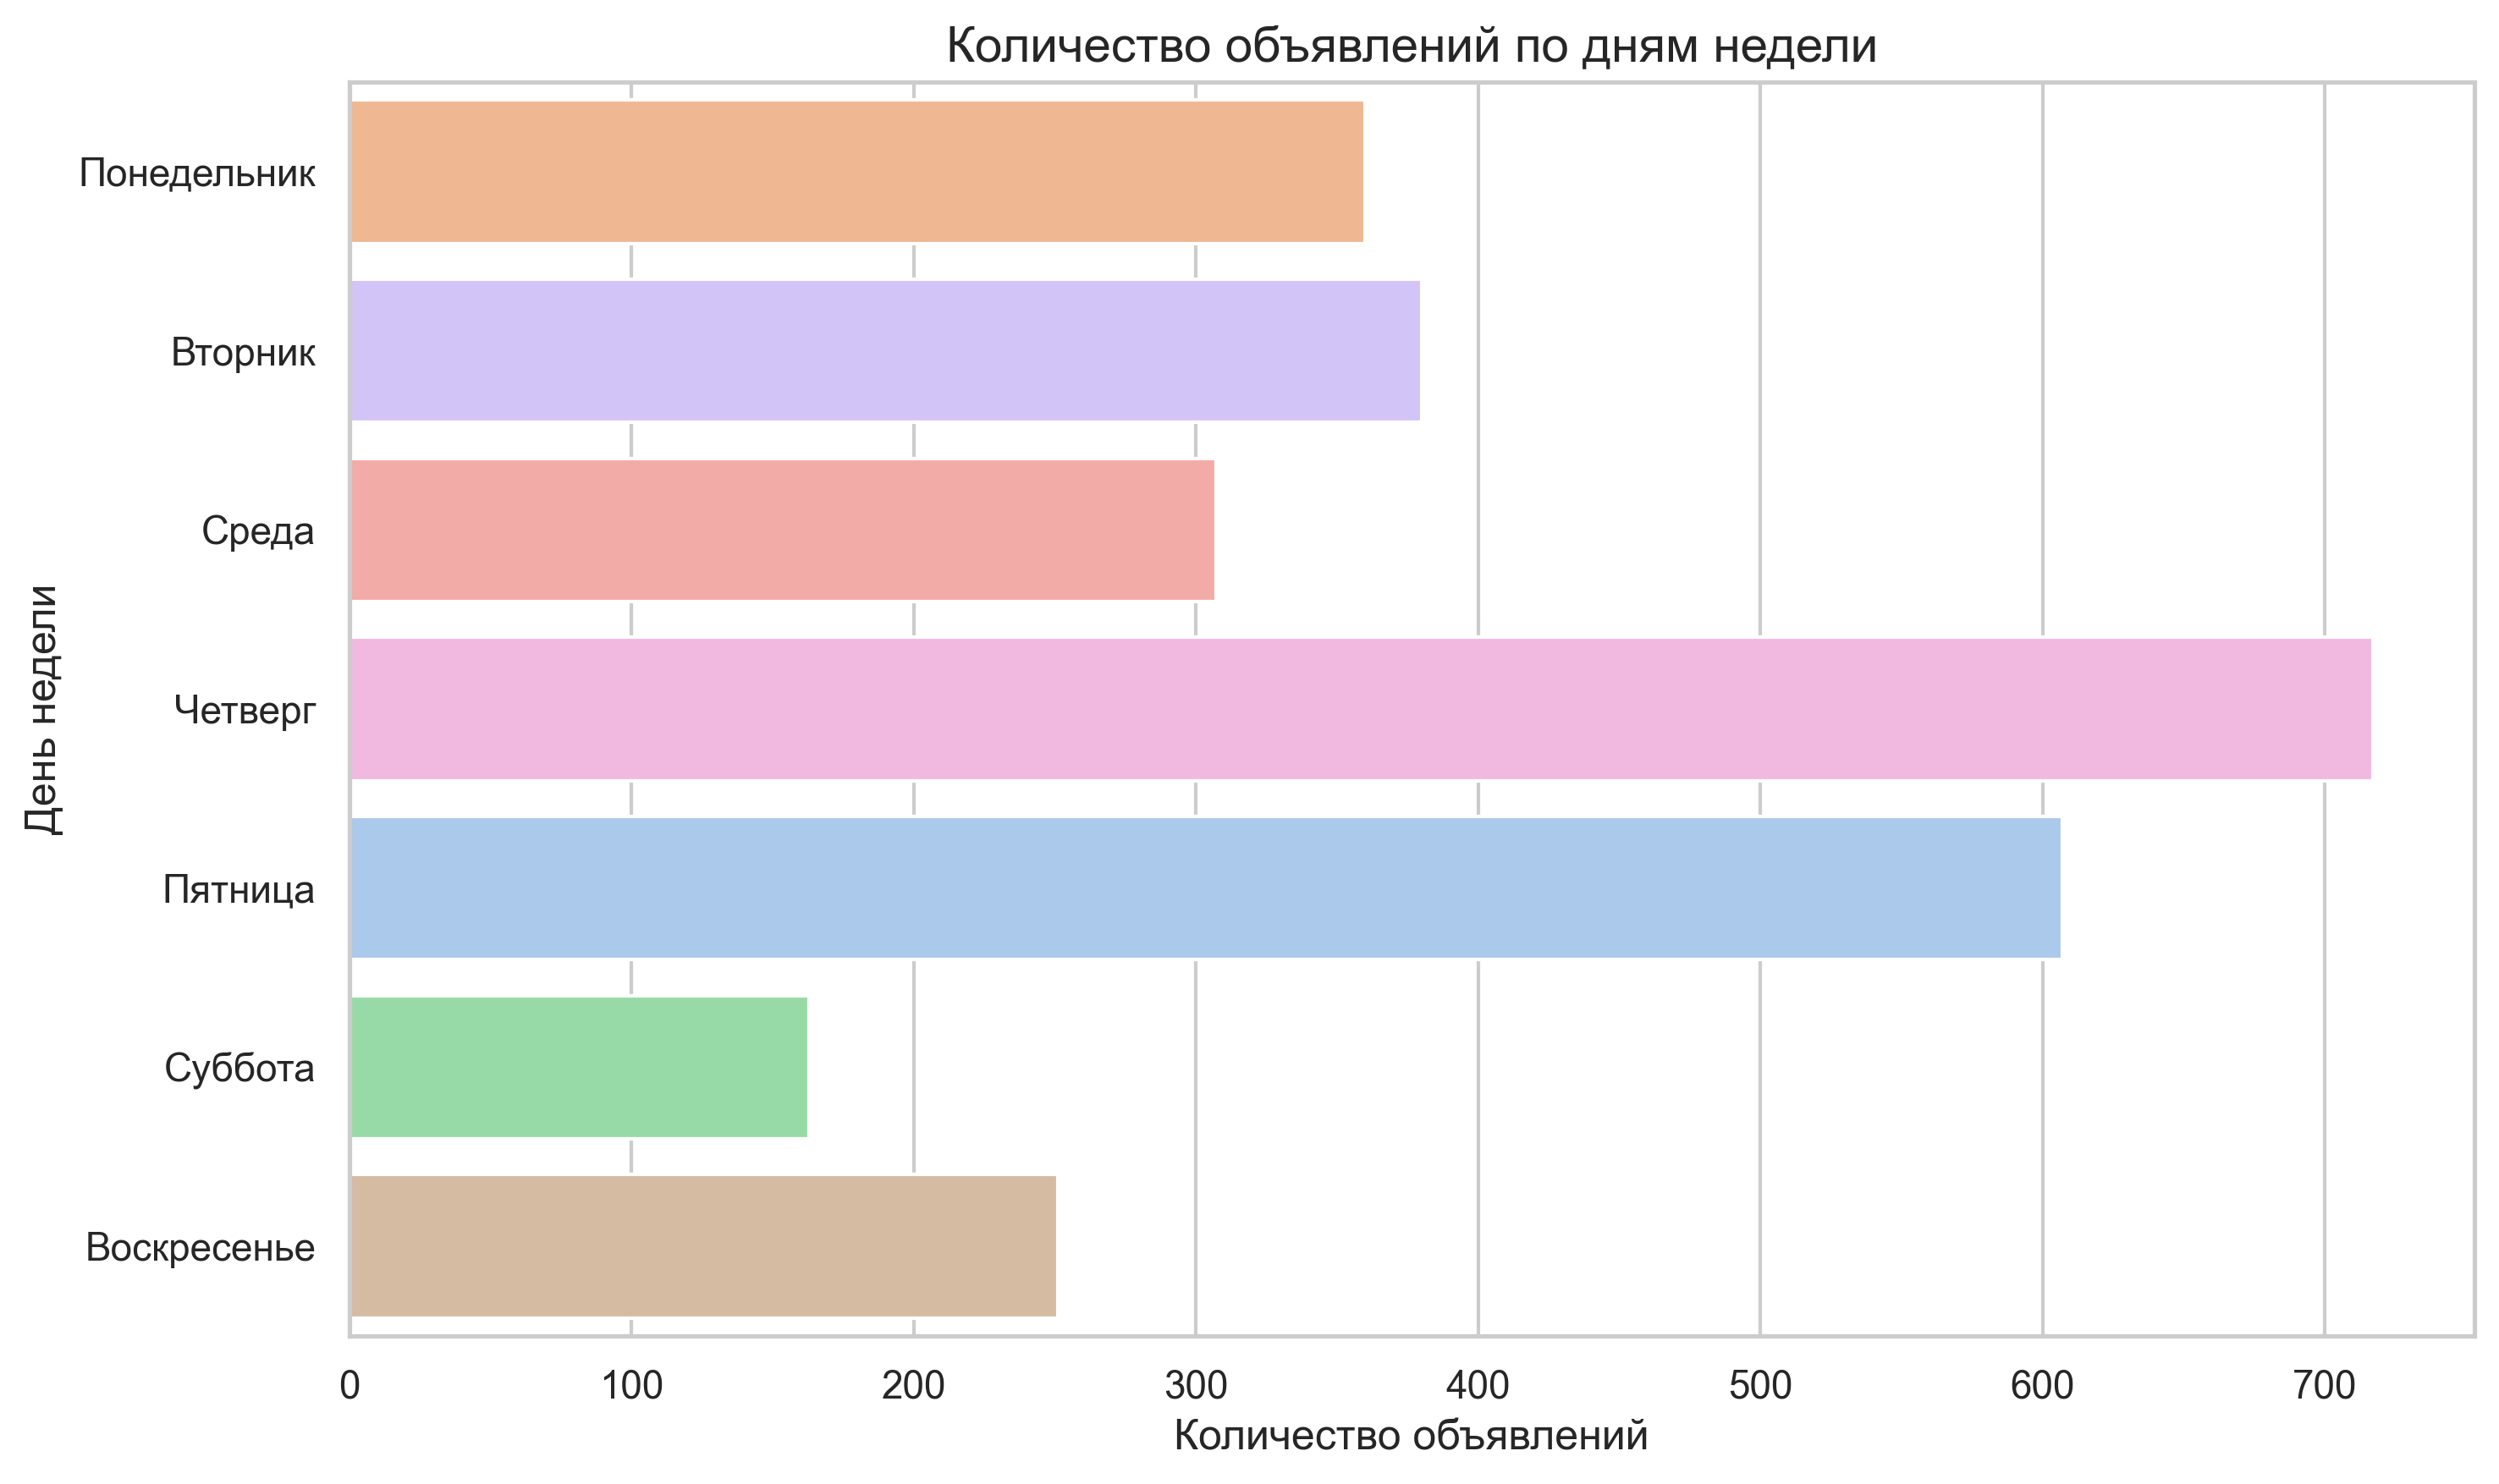 Количество объявлений по дням недели
Понедельник
Вторник
Среда
Четверг
Пятница
Суббота
Воскресенье
День недели
0 100 200 300 400 500 600 700
Количество объявлений